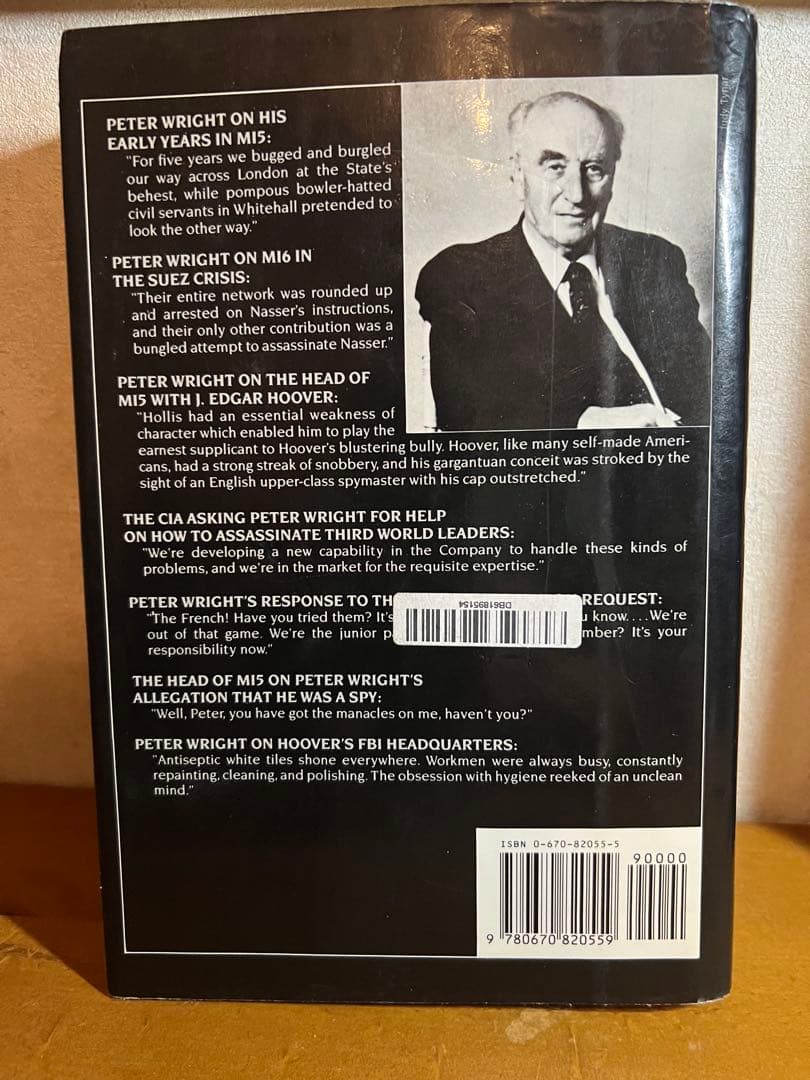 PETER WRIGHT ON HIS
EARLY YEARS IN MI5:
"For five years we bugged and burgled
our way across London at the State's
behest, while pompous bowler-hatted
civil servants in Whitehall pretended to
look the other way."
PETER WRIGHT ON MI6 IN
THE SUEZ CRISIS:
"Their entire network was rounded up
and arrested on Nasser's instructions,
and their only other contribution was a
bungled attempt to assassinate Nasser."
PETER WRIGHT ON THE HEAD OF
MI5 WITH J. EDGAR HOOVER:
"Hollis had an essential weakness of
character which enabled him to play the
earnest supplicant to Hoover's blustering bully. Hoover, like many self-made Ameri-
cans, had a strong streak of snobbery, and his gargantuan conceit was stroked by the
sight of an English upper-class spymaster with his cap outstretched."
THE CIA ASKING PETER WRIGHT FOR HELP
ON HOW TO ASSASSINATE THIRD WORLD LEADERS:
"We're developing a new capability in the Company to handle these kinds of
problems, and we're in the market for the requisite expertise."
PETER WRIGHT'S RESPONSE TO TH REQUEST:
"The French! Have you tried them? It's u know....We're
out of that game. We're the junior p mber? It's your
responsibility now."
DB61895154
THE HEAD OF MI5 ON PETER WRIGHT'S
ALLEGATION THAT HE WAS A SPY:
"Well, Peter, you have got the manacles on me, haven't you?"
PETER WRIGHT ON HOOVER'S FBI HEADQUARTERS:
"Antiseptic white tiles shone everywhere. Workmen were always busy, constantly
repainting, cleaning, and polishing. The obsession with hygiene reeked of an unclean
mind."
ISBN 0-670-82055-5
90000
9 780670 820559